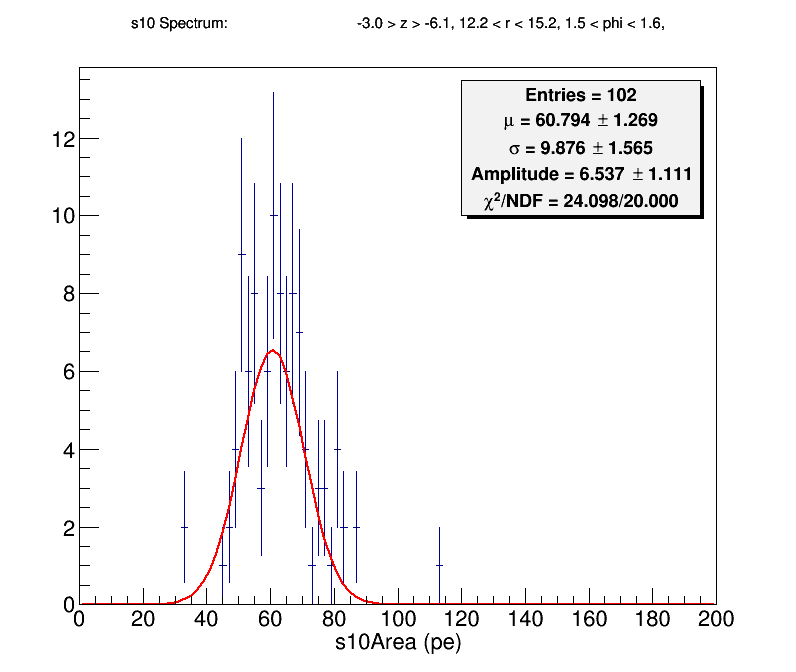 s10 Spectrum: -3.0 > z > -6.1, 12.2 < r < 15.2, 1.5 < phi < 1.6,
Entries = 102
μ = 60.794 ± 1.269
σ = 9.876 ± 1.565
Amplitude = 6.537 ± 1.111
χ²/NDF = 24.098/20.000
12
10
8
6
4
2
0
0 20 40 60 80 100 120 140 160 180 200
s10Area (pe)